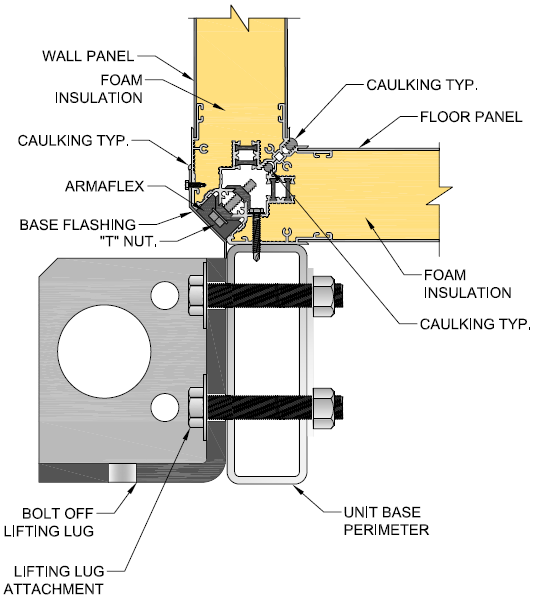 WALL PANEL
FOAM
INSULATION
CAULKING TYP.
FLOOR PANEL
CAULKING TYP.
ARMAFLEX
BASE FLASHING
"T" NUT.
FOAM
INSULATION
CAULKING TYP.
BOLT OFF
LIFTING LUG
UNIT BASE
PERIMETER
LIFTING LUG
ATTACHMENT